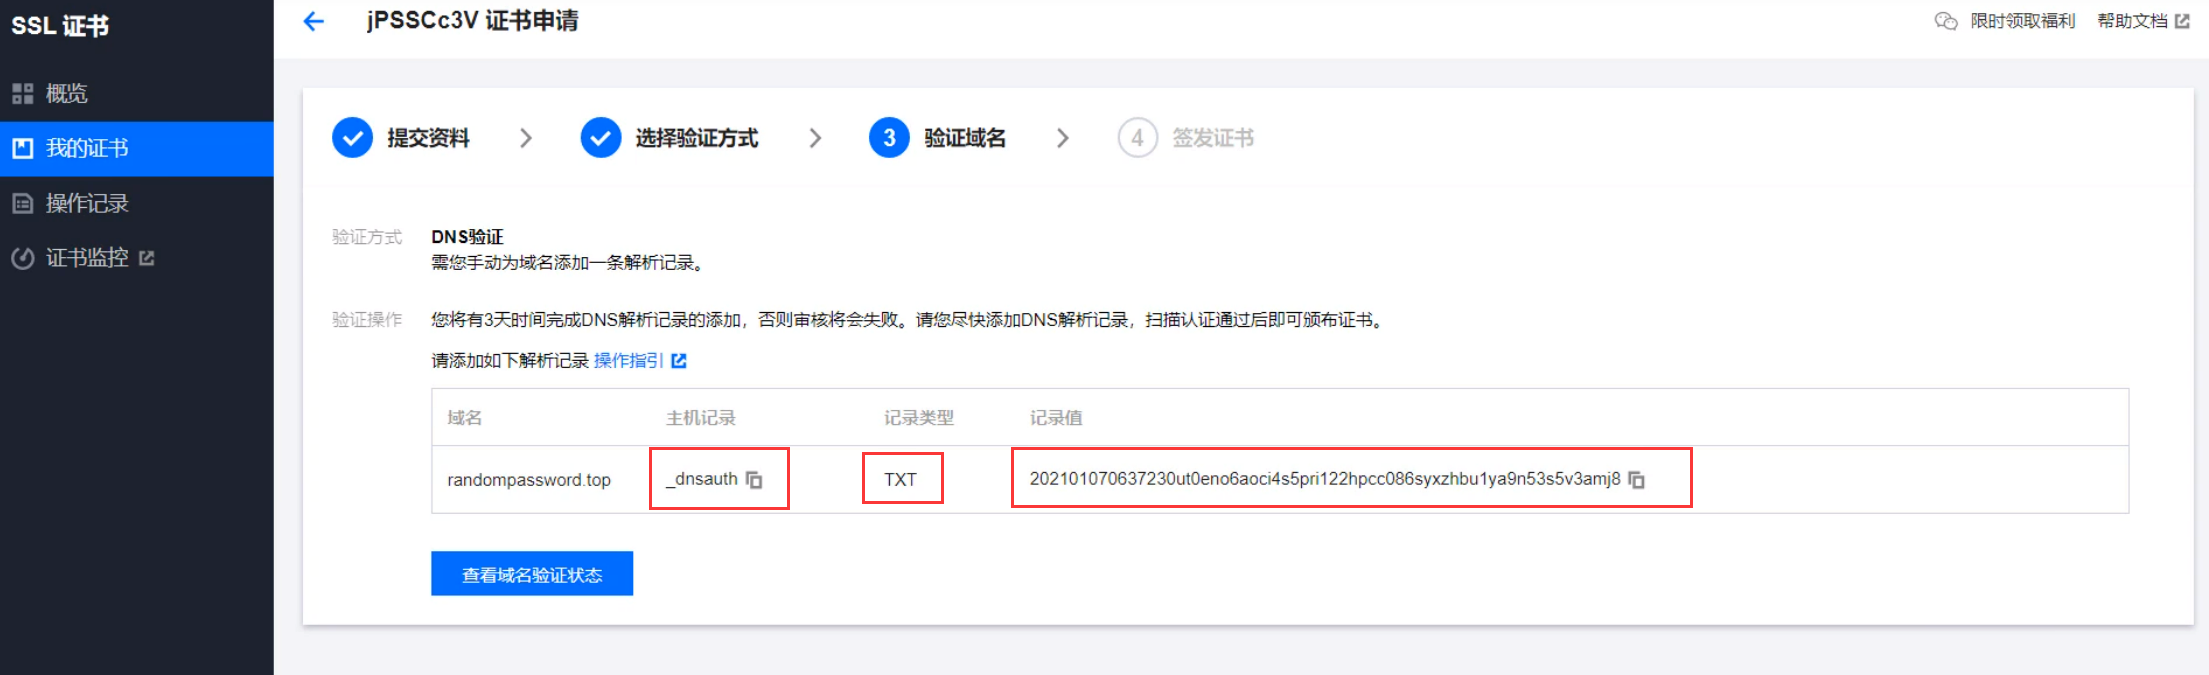 SSL 证书
概览
我的证书
操作记录
证书监控
jPSSCc3V 证书申请
限时领取福利 帮助文档
提交资料 选择验证方式 3 验证域名 4 签发证书
验证方式 DNS验证
需您手动为域名添加一条解析记录。
验证操作 您将有3天时间完成DNS解析记录的添加，否则审核将会失败。请您尽快添加DNS解析记录，扫描认证通过后即可颁布证书。
请添加如下解析记录 操作指引
域名 主机记录 记录类型 记录值
randompassword.top _dnsauth TXT 202101070637230ut0eno6aoci4s5pri122hpcc086syxzhbu1ya9n53s5v3amj8
查看域名验证状态